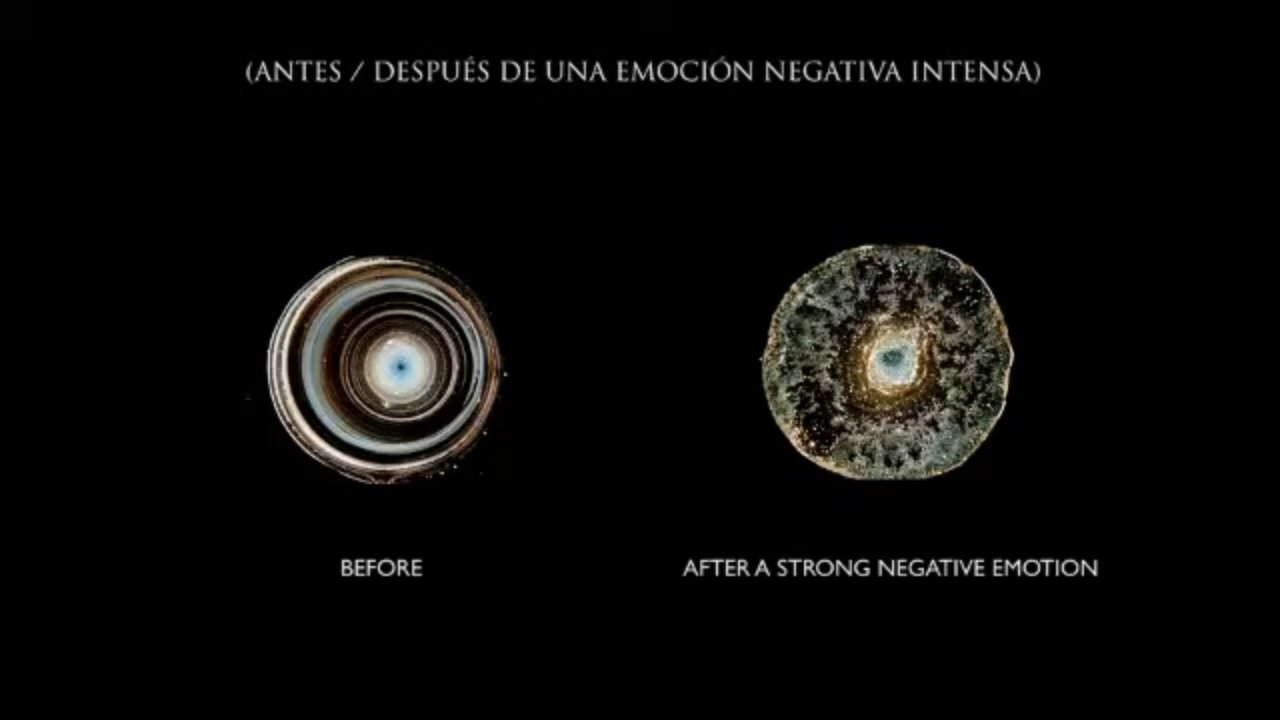 (ANTES / DESPUÉS DE UNA EMOCIÓN NEGATIVA INTENSA)
BEFORE
AFTER A STRONG NEGATIVE EMOTION